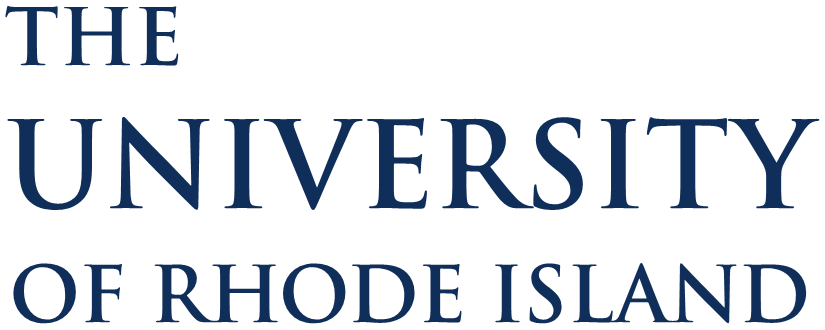 THE
UNIVERSITY
OF RHODE ISLAND